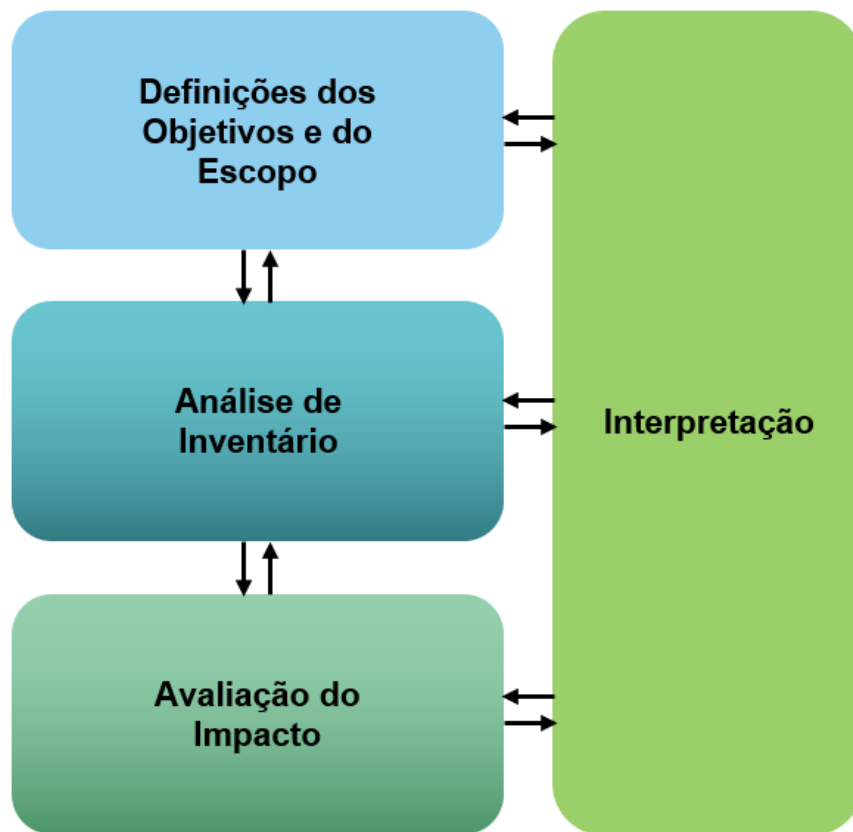 Definições dos
Objetivos e do
Escopo
Análise de
Inventário
Interpretação
Avaliação do
Impacto